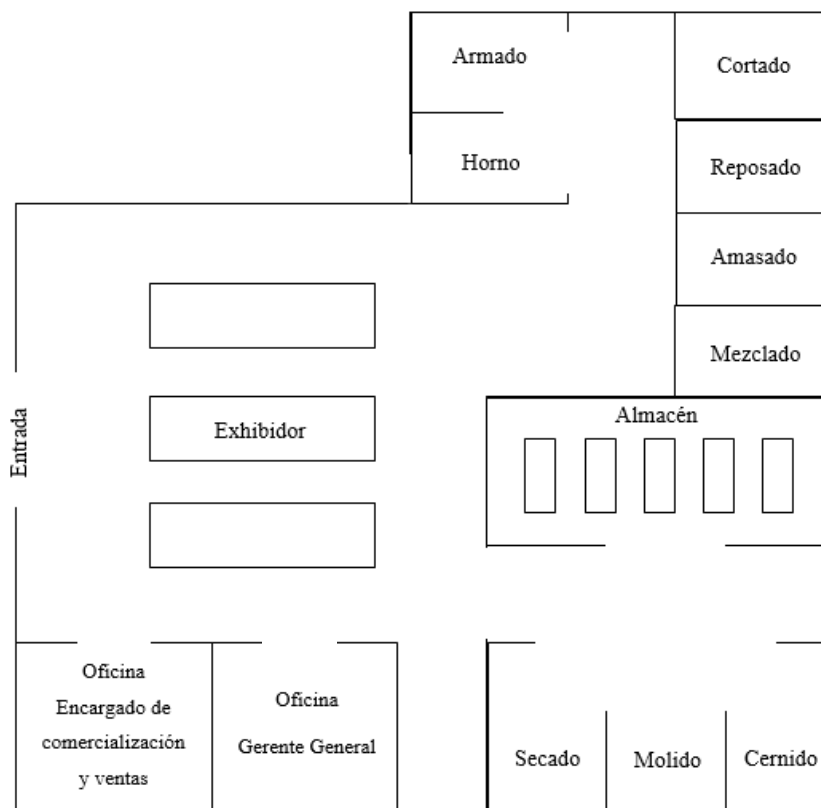 Armado
Cortado
Horno
Reposado
Amasado
Mezclado
Entrada
Exhibidor
Almacén
Oficina
Encargado de
comercialización
y ventas
Oficina
Gerente General
Secado
Molido
Cernido